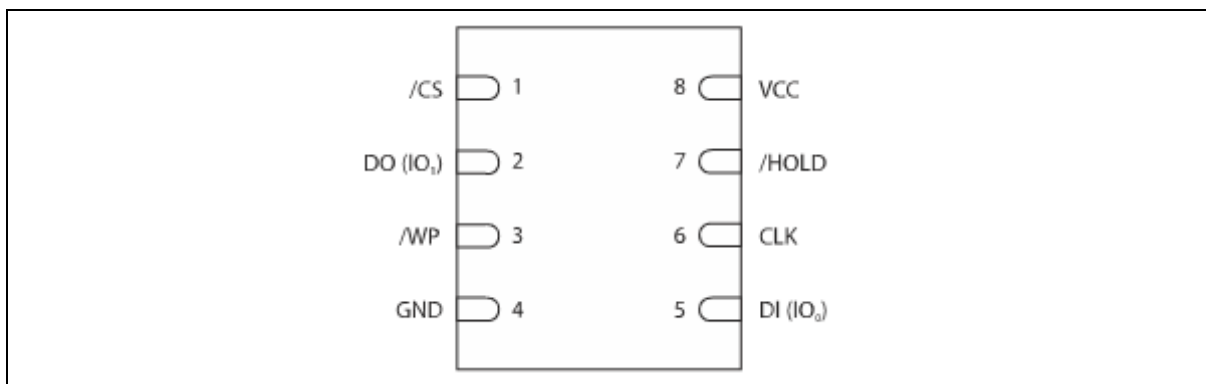 /CS 1 8 VCC
DO (IO₁) 2 7 /HOLD
/WP 3 6 CLK
GND 4 5 DI (IO₀)